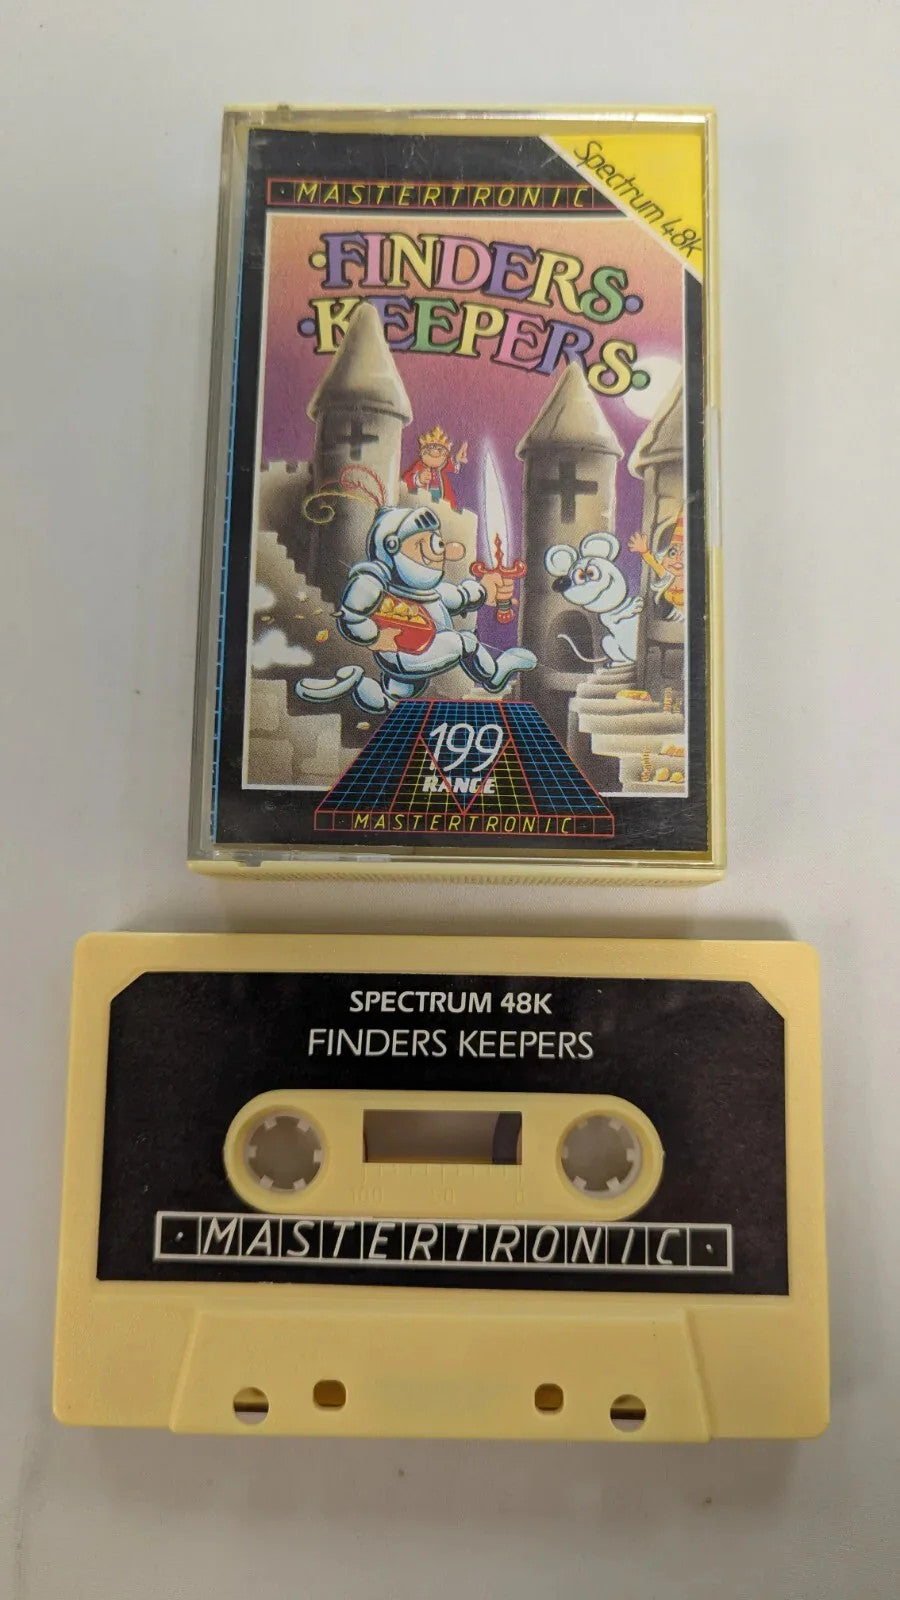 Spectrum 48K
MASTERTRONIC
FINDERS
KEEPERS
199
RANGE
MASTERTRONIC
SPECTRUM 48K
FINDERS KEEPERS
100 50 0
MASTERTRONIC